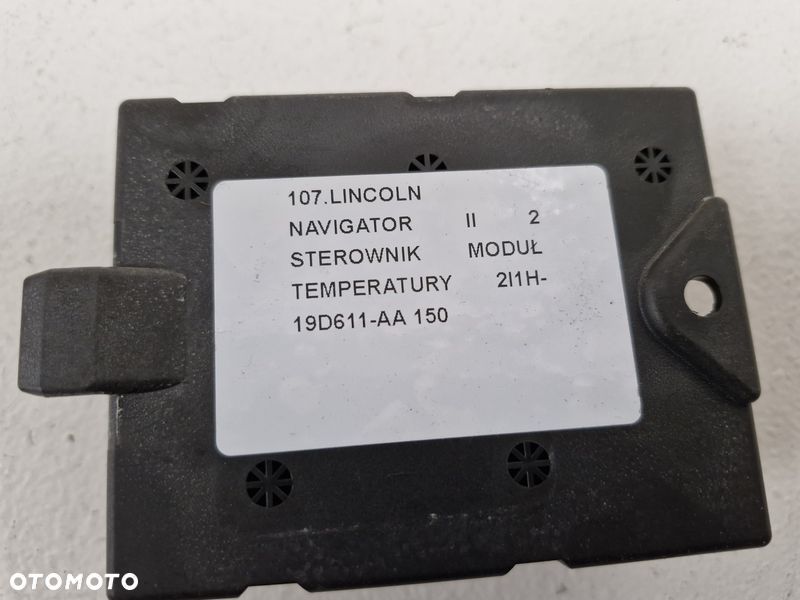 107.LINCOLN
NAVIGATOR II 2
STEROWNIK MODUŁ
TEMPERATURY 2I1H-
19D611-AA 150
OTOMOTO